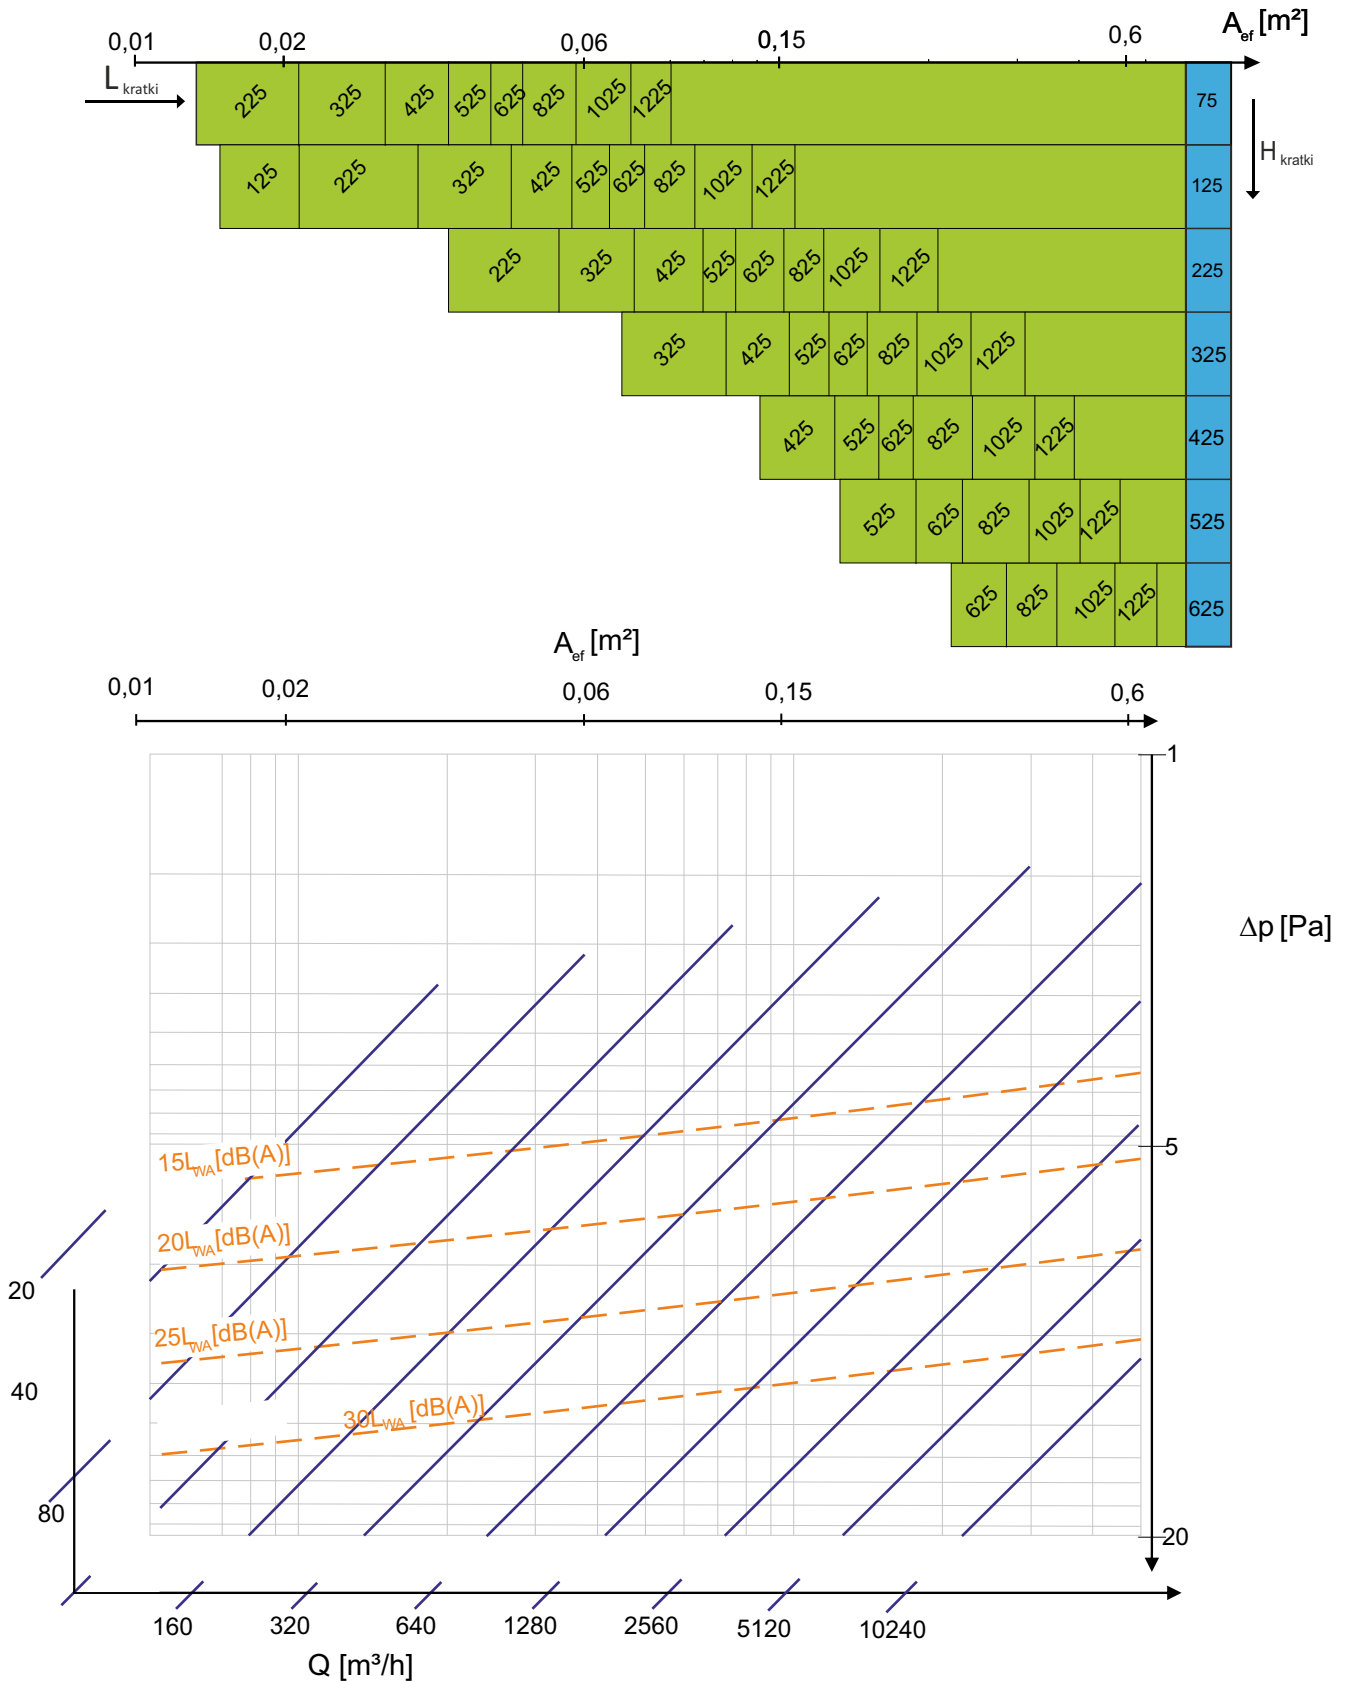 A_ef [m²]
0,01 0,02 0,06 0,15 0,6
L kratki
225 325 425 525 625 825 1025 1225 75
H kratki
125 225 325 425 525 625 825 1025 1225 125
225 325 425 525 625 825 1025 1225 225
325 425 525 625 825 1025 1225 325
425 525 625 825 1025 1225 425
525 625 825 1025 1225 525
625 825 1025 1225 625
A_ef [m²]
0,01 0,02 0,06 0,15 0,6
1
Δp [Pa]
5
15L_WA [dB(A)]
20L_WA [dB(A)]
20
25L_WA [dB(A)]
40
30L_WA [dB(A)]
80
20
160 320 640 1280 2560 5120 10240
Q [m³/h]